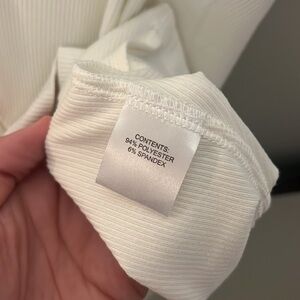 CONTENTS:
94% POLYESTER
6% SPANDEX